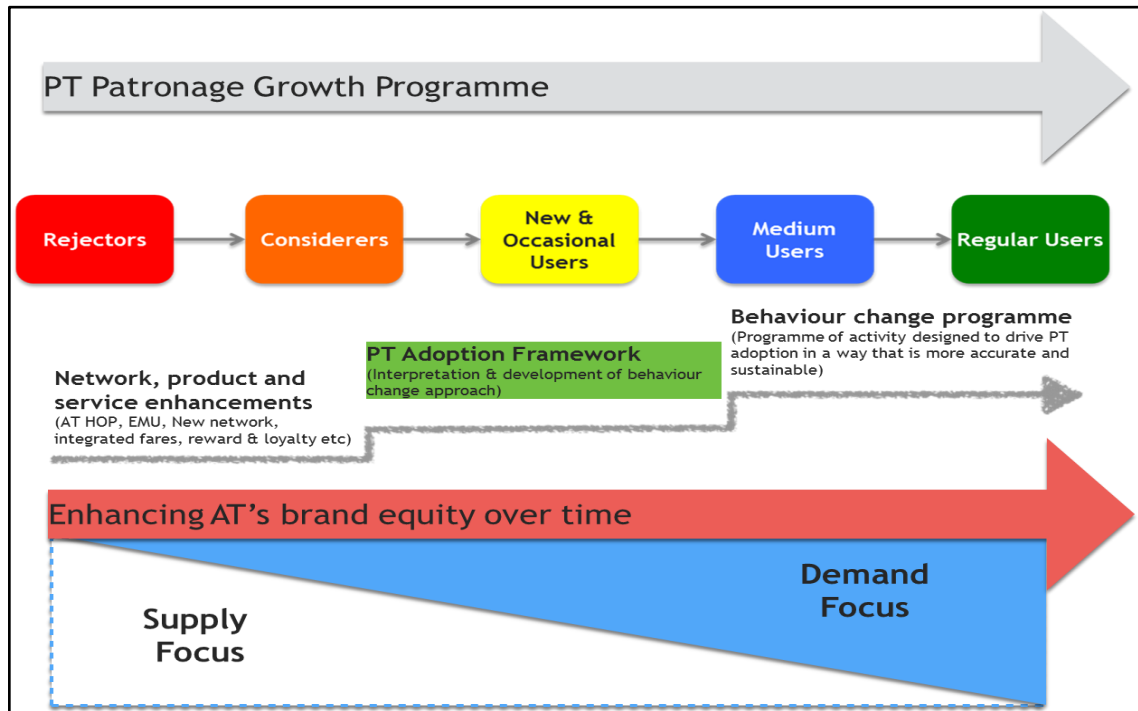 PT Patronage Growth Programme
Rejectors
Considerers
New &
Occasional
Users
Medium
Users
Regular Users
Behaviour change programme
(Programme of activity designed to drive PT
adoption in a way that is more accurate and
sustainable)
PT Adoption Framework
(Interpretation & development of behaviour
change approach)
Network, product and
service enhancements
(AT HOP, EMU, New network,
integrated fares, reward & loyalty etc)
Enhancing AT's brand equity over time
Supply
Focus
Demand
Focus